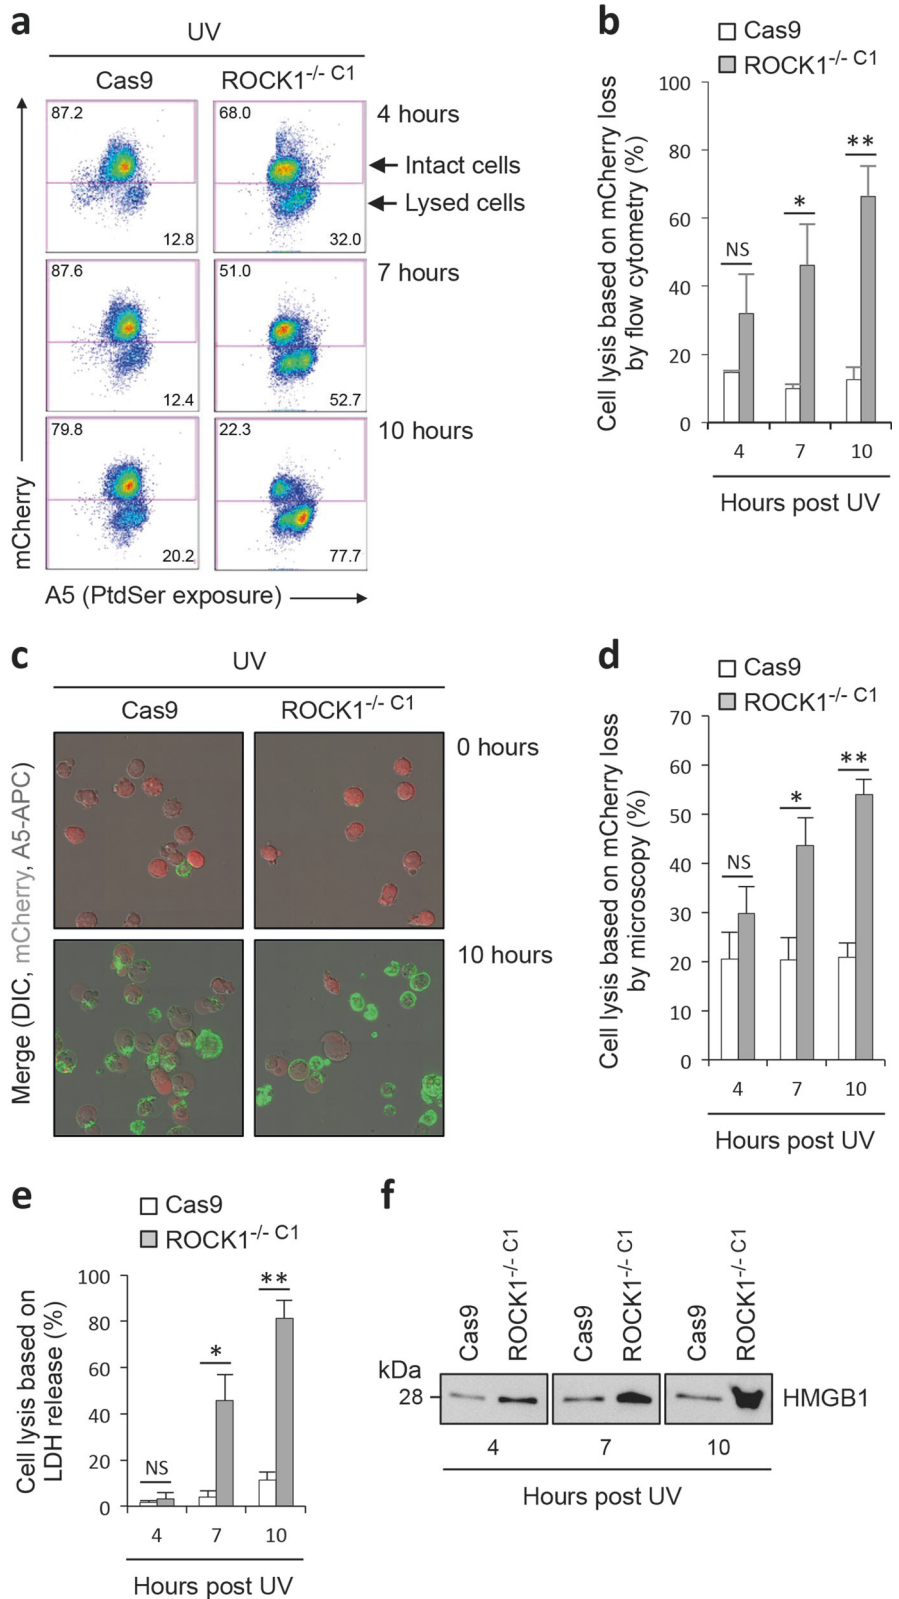 a
UV
Cas9
ROCK1-/- C1
87.2
12.8
68.0
32.0
4 hours
Intact cells
Lysed cells
87.6
12.4
51.0
52.7
7 hours
79.8
20.2
22.3
77.7
10 hours
mCherry
A5 (PtdSer exposure)
b
Cas9
ROCK1-/- C1
Cell lysis based on mCherry loss
by flow cytometry (%)
100
80
60
40
20
0
NS
*
**
4 7 10
Hours post UV
c
UV
Cas9
ROCK1-/- C1
0 hours
10 hours
Merge (DIC, mCherry, A5-APC)
d
Cas9
ROCK1-/- C1
Cell lysis based on mCherry loss
by microscopy (%)
70
60
50
40
30
20
10
0
NS
*
**
4 7 10
Hours post UV
e
Cas9
ROCK1-/- C1
Cell lysis based on
LDH release (%)
100
80
60
40
20
0
NS
*
**
4 7 10
Hours post UV
f
Cas9
ROCK1-/- C1
Cas9
ROCK1-/- C1
Cas9
ROCK1-/- C1
kDa
28
HMGB1
4 7 10
Hours post UV